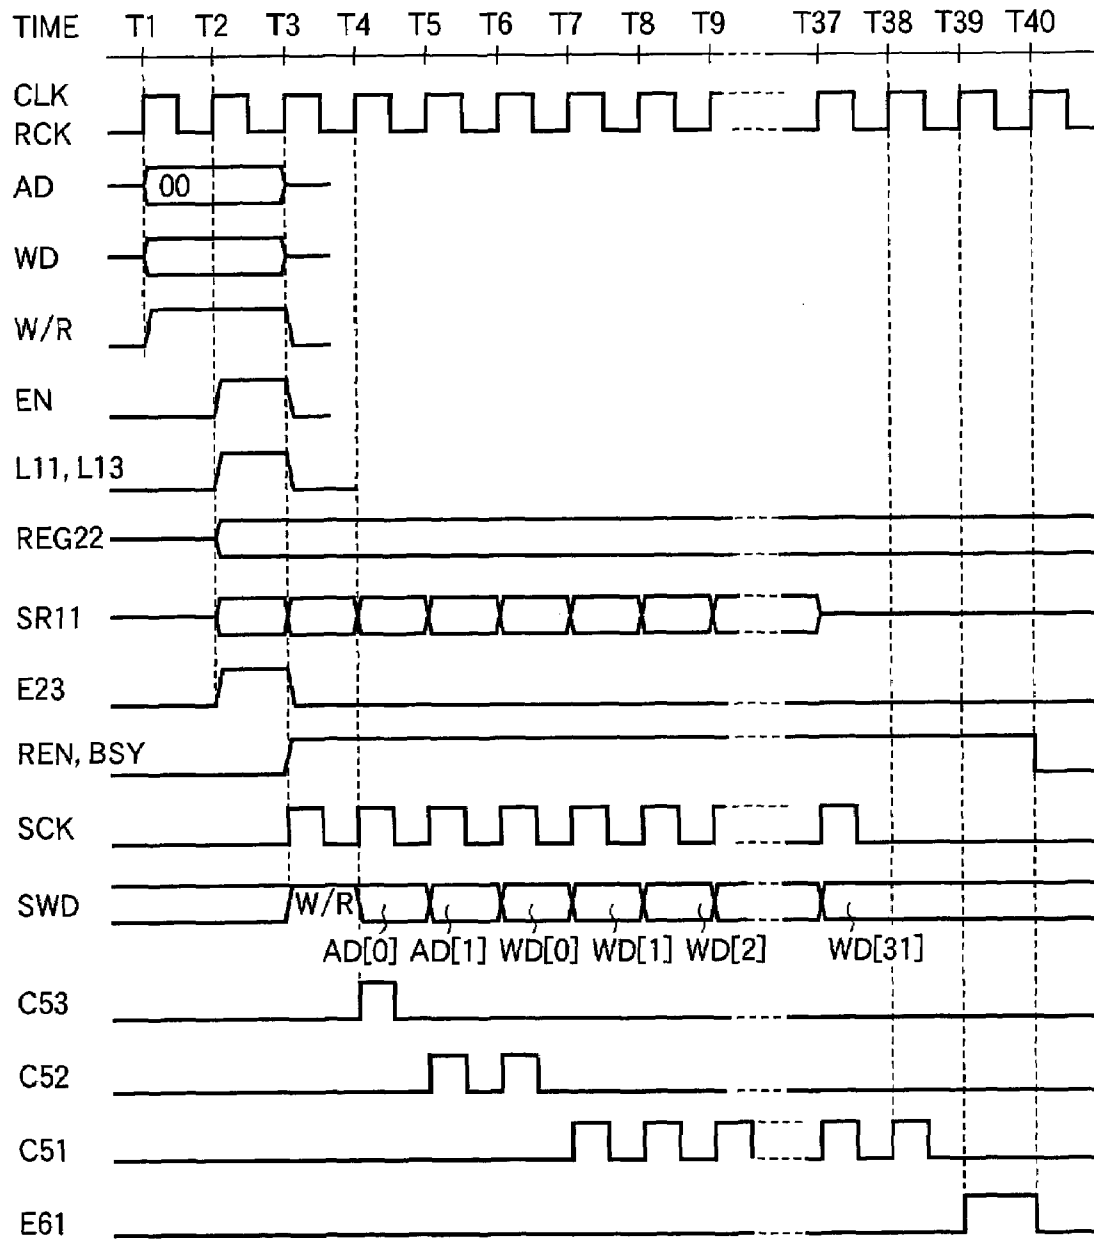 TIME T1 T2 T3 T4 T5 T6 T7 T8 T9 T37 T38 T39 T40
CLK
RCK
AD 00
WD
W/R
EN
L11, L13
REG22
SR11
E23
REN, BSY
SCK
SWD W/R
AD[0] AD[1] WD[0] WD[1] WD[2] WD[31]
C53
C52
C51
E61